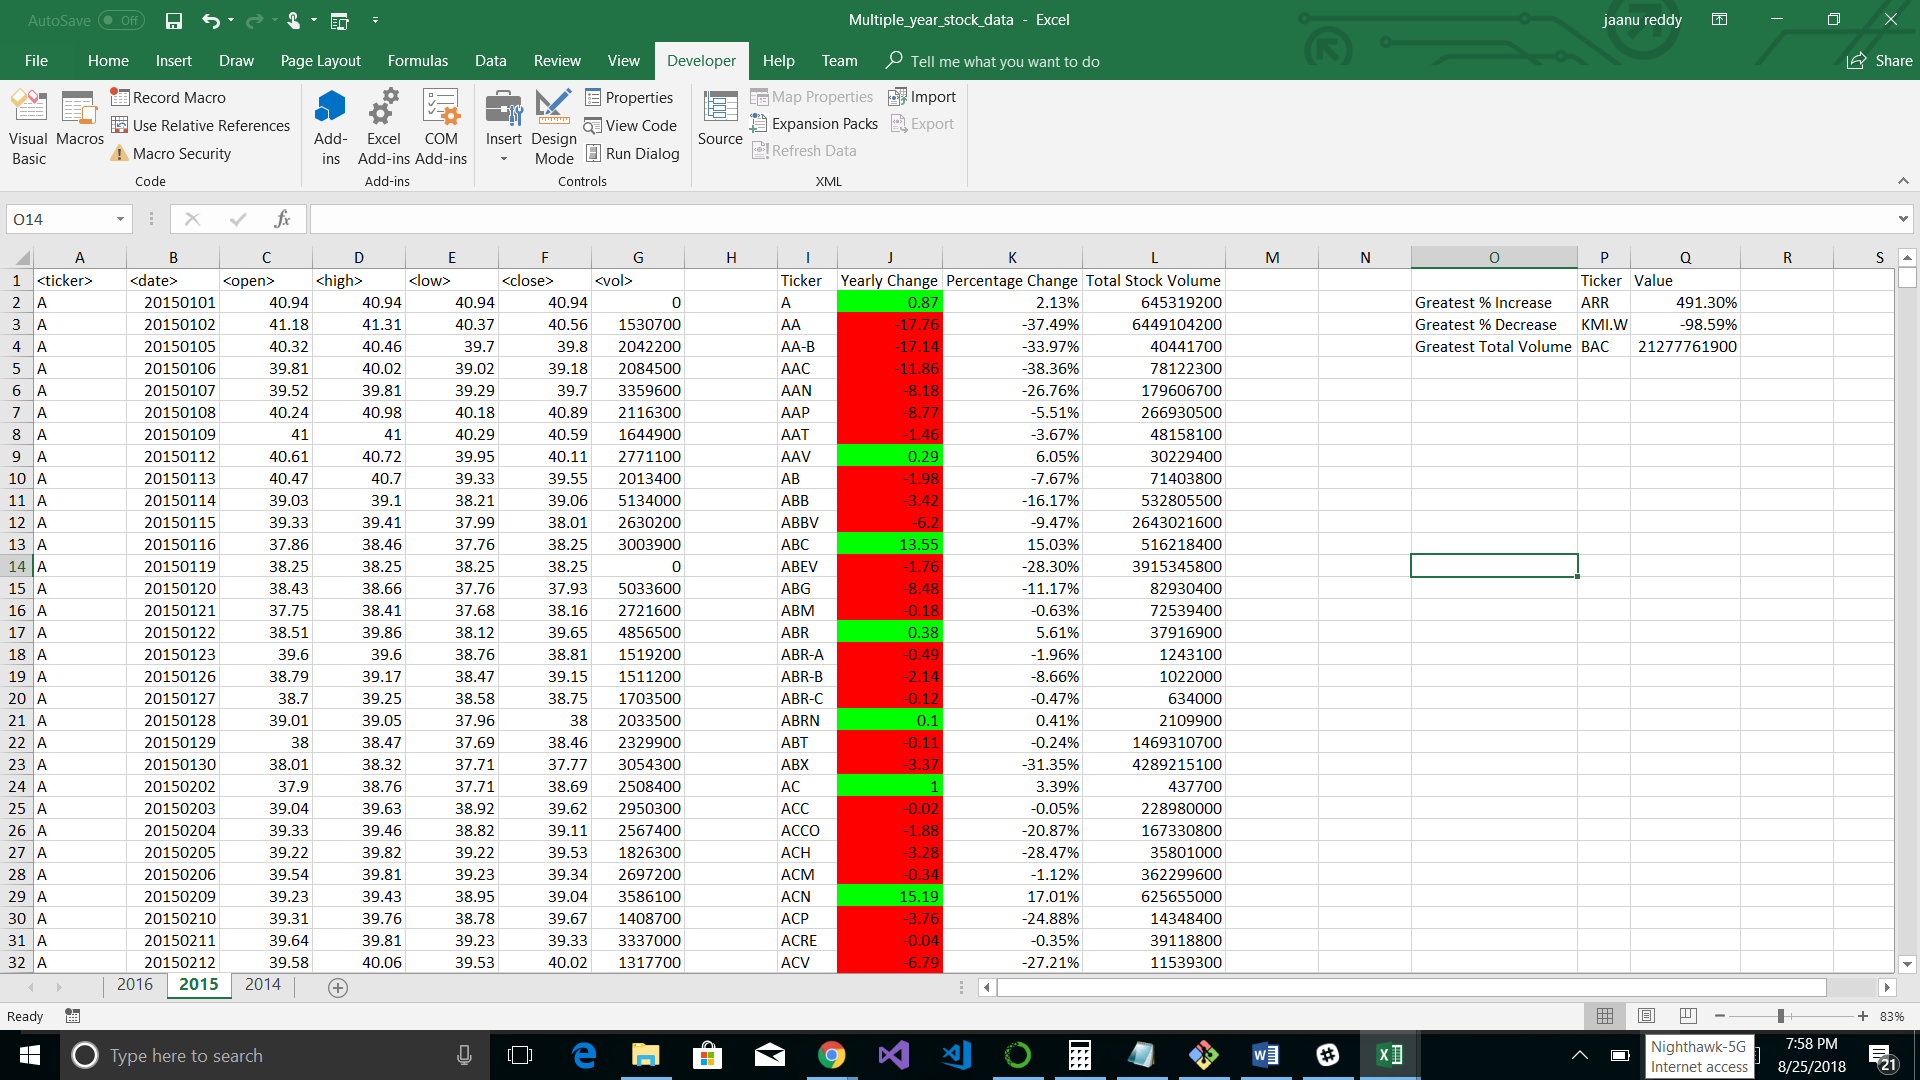 AutoSave Off Multiple_year_stock_data - Excel jaanu reddy
File Home Insert Draw Page Layout Formulas Data Review View Developer Help Team Tell me what you want to do Share
Visual Basic
Macros
Record Macro
Use Relative References
Macro Security
Code
Add-ins
Excel Add-ins
COM Add-ins
Add-ins
Insert
Design Mode
Properties
View Code
Run Dialog
Controls
Source
Map Properties
Expansion Packs
Refresh Data
Import
Export
XML
O14 fx
A B C D E F G H I J K L M N O P Q R S
1 <ticker> <date> <open> <high> <low> <close> <vol> Ticker Yearly Change Percentage Change Total Stock Volume Ticker Value
2 A 20150101 40.94 40.94 40.94 40.94 0 A 0.87 2.13% 645319200 Greatest % Increase ARR 491.30%
3 A 20150102 41.18 41.31 40.37 40.56 1530700 AA -17.76 -37.49% 6449104200 Greatest % Decrease KMI.W -98.59%
4 A 20150105 40.32 40.46 39.7 39.8 2042200 AA-B -17.14 -33.97% 40441700 Greatest Total Volume BAC 21277761900
5 A 20150106 39.81 40.02 39.02 39.18 2084500 AAC -11.86 -38.36% 78122300
6 A 20150107 39.52 39.81 39.29 39.7 3359600 AAN -8.18 -26.76% 179606700
7 A 20150108 40.24 40.98 40.18 40.89 2116300 AAP -8.77 -5.51% 266930500
8 A 20150109 41 41 40.29 40.59 1644900 AAT -1.46 -3.67% 48158100
9 A 20150112 40.61 40.72 39.95 40.11 2771100 AAV 0.29 6.05% 30229400
10 A 20150113 40.47 40.7 39.33 39.55 2013400 AB -1.98 -7.67% 71403800
11 A 20150114 39.03 39.1 38.21 39.06 5134000 ABB -3.42 -16.17% 532805500
12 A 20150115 39.33 39.41 37.99 38.01 2630200 ABBV -6.2 -9.47% 2643021600
13 A 20150116 37.86 38.46 37.76 38.25 3003900 ABC 13.55 15.03% 516218400
14 A 20150119 38.25 38.25 38.25 38.25 0 ABEV -1.76 -28.30% 3915345800
15 A 20150120 38.43 38.66 37.76 37.93 5033600 ABG -8.48 -11.17% 82930400
16 A 20150121 37.75 38.41 37.68 38.16 2721600 ABM -0.18 -0.63% 72539400
17 A 20150122 38.51 39.86 38.12 39.65 4856500 ABR 0.38 5.61% 37916900
18 A 20150123 39.6 39.6 38.76 38.81 1519200 ABR-A -0.49 -1.96% 1243100
19 A 20150126 38.79 39.17 38.47 39.15 1511200 ABR-B -2.14 -8.66% 1022000
20 A 20150127 38.7 39.25 38.58 38.75 1703500 ABR-C -0.12 -0.47% 634000
21 A 20150128 39.01 39.05 37.96 38 2033500 ABRN 0.1 0.41% 2109900
22 A 20150129 38 38.47 37.69 38.46 2329900 ABT -0.11 -0.24% 1469310700
23 A 20150130 38.01 38.32 37.71 37.77 3054300 ABX -3.37 -31.35% 4289215100
24 A 20150202 37.9 38.76 37.71 38.69 2508400 AC 1 3.39% 437700
25 A 20150203 39.04 39.63 38.92 39.62 2950300 ACC -0.02 -0.05% 228980000
26 A 20150204 39.33 39.46 38.82 39.11 2567400 ACCO -1.88 -20.87% 167330800
27 A 20150205 39.22 39.82 39.22 39.53 1826300 ACH -3.28 -28.47% 35801000
28 A 20150206 39.54 39.81 39.23 39.34 2697200 ACM -0.34 -1.12% 362299600
29 A 20150209 39.23 39.43 38.95 39.04 3586100 ACN 15.19 17.01% 625655000
30 A 20150210 39.31 39.76 38.78 39.67 1408700 ACP -3.76 -24.88% 14348400
31 A 20150211 39.64 39.81 39.23 39.33 3337000 ACRE -0.04 -0.35% 39118800
32 A 20150212 39.58 40.06 39.53 40.02 1317700 ACV -6.79 -27.21% 11539300
2016 2015 2014
Ready 83%
Type here to search
Nighthawk-5G
Internet access
7:58 PM
8/25/2018
21